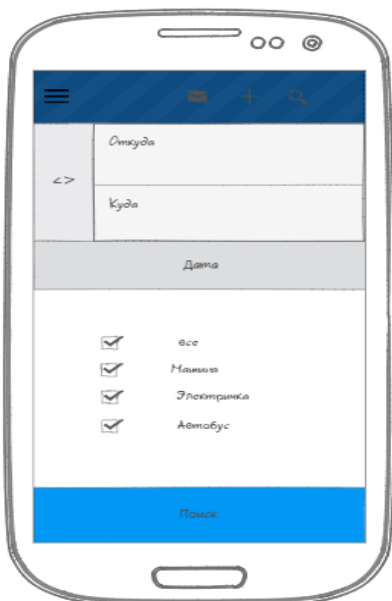 Откуда
<>
Куда
Дата
все
Машина
Электричка
Автобус
Поиск